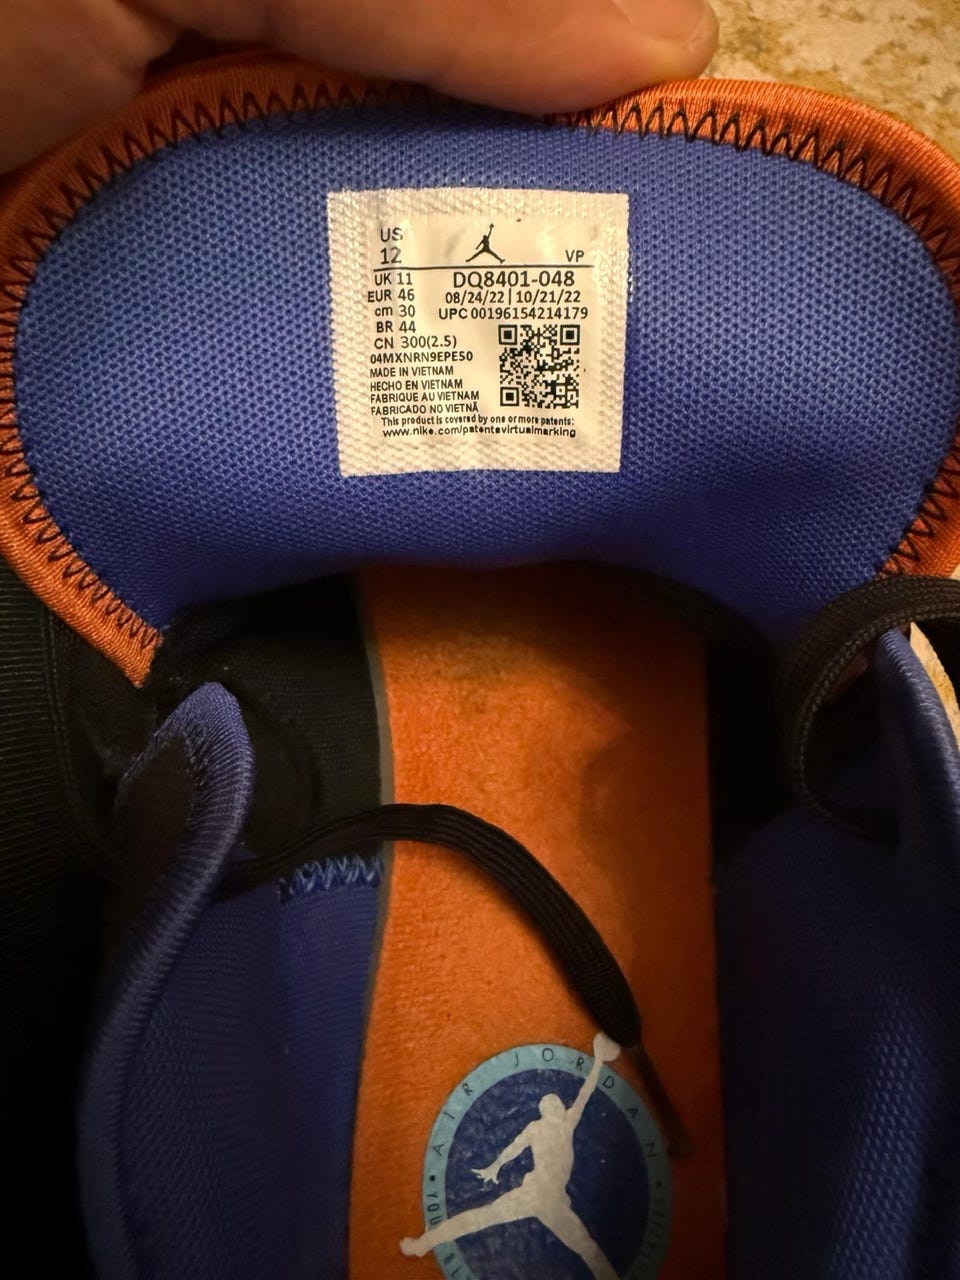 US
12
VP
UK 11
DQ8401-048
EUR 46
08/24/22 | 10/21/22
cm 30
UPC 00196154214179
BR 44
CN 300(2.5)
04MXNRN9EPE50
MADE IN VIETNAM
HECHO EN VIETNAM
FABRIQUE AU VIETNAM
FABRICADO NO VIETNÃ
This product is covered by one or more patents:
www.nike.com/patentsvirtualmarking
AIR JORDAN